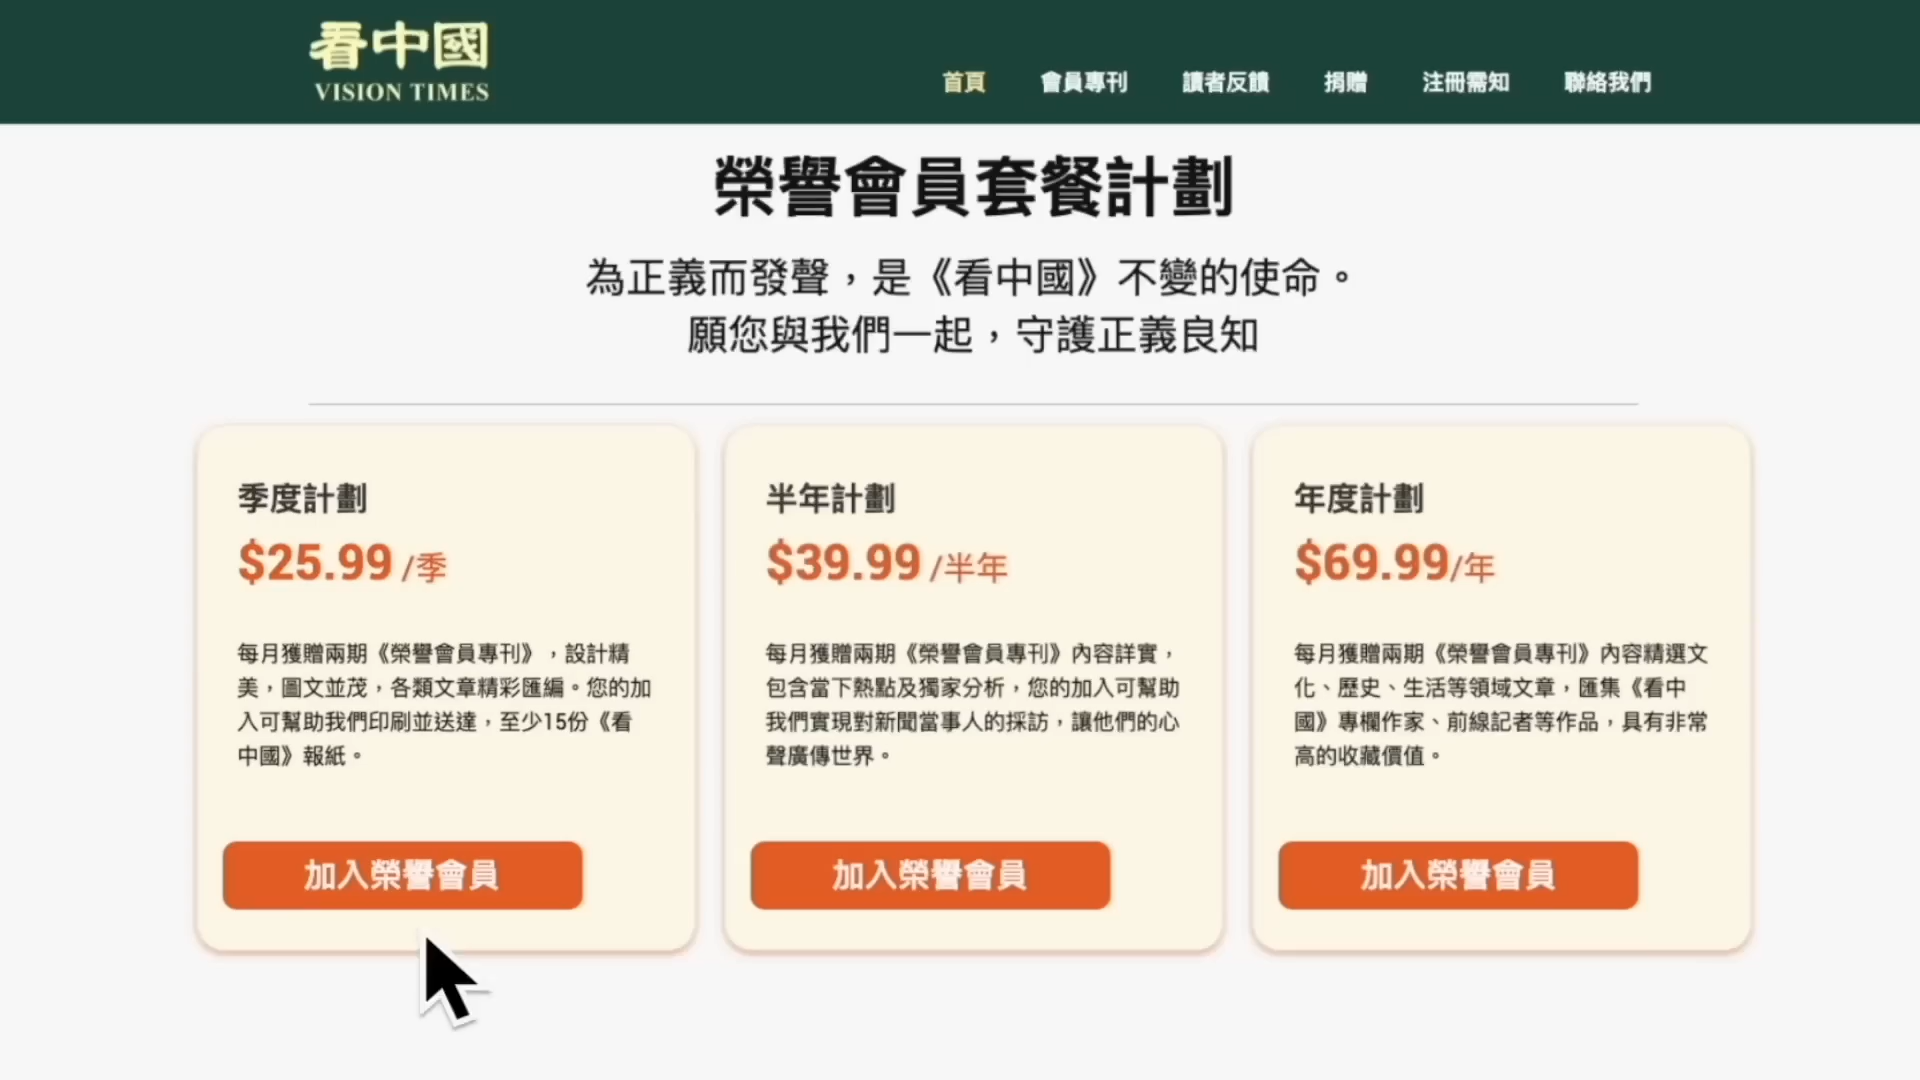 看中國
VISION TIMES
首頁 會員專刊 讀者反饋 捐贈 注冊需知 聯絡我們
榮譽會員套餐計劃
為正義而發聲，是《看中國》不變的使命。
願您與我們一起，守護正義良知
季度計劃
$25.99 /季
每月獲贈兩期《榮譽會員專刊》，設計精
美，圖文並茂，各類文章精彩匯編。您的加
入可幫助我們印刷並送達，至少15份《看
中國》報紙。
加入榮譽會員
半年計劃
$39.99 /半年
每月獲贈兩期《榮譽會員專刊》內容詳實，
包含當下熱點及獨家分析，您的加入可幫助
我們實現對新聞當事人的採訪，讓他們的心
聲廣傳世界。
加入榮譽會員
年度計劃
$69.99/年
每月獲贈兩期《榮譽會員專刊》內容精選文
化、歷史、生活等領域文章，匯集《看中
國》專欄作家、前線記者等作品，具有非常
高的收藏價值。
加入榮譽會員